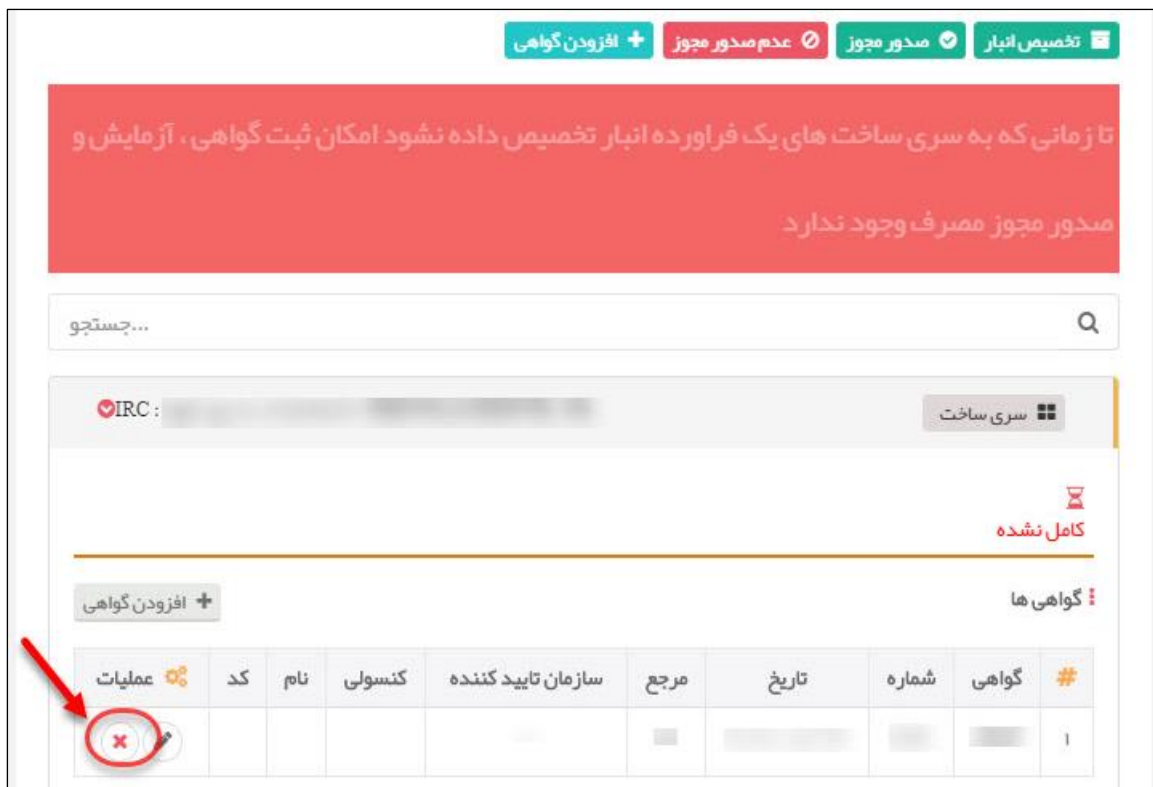 تخصیص انبار صدور مجوز عدم صدور مجوز افزودن گواهی
تا زمانی که به سری ساخت های یک فراورده انبار تخصیص داده نشود امکان ثبت گواهی ، آزمایش و
صدور مجوز مصرف وجود ندارد
جستجو...
سری ساخت IRC :
کامل نشده
گواهی ها افزودن گواهی
# گواهی شماره تاریخ مرجع سازمان تایید کننده کنسولی نام کد عملیات
۱